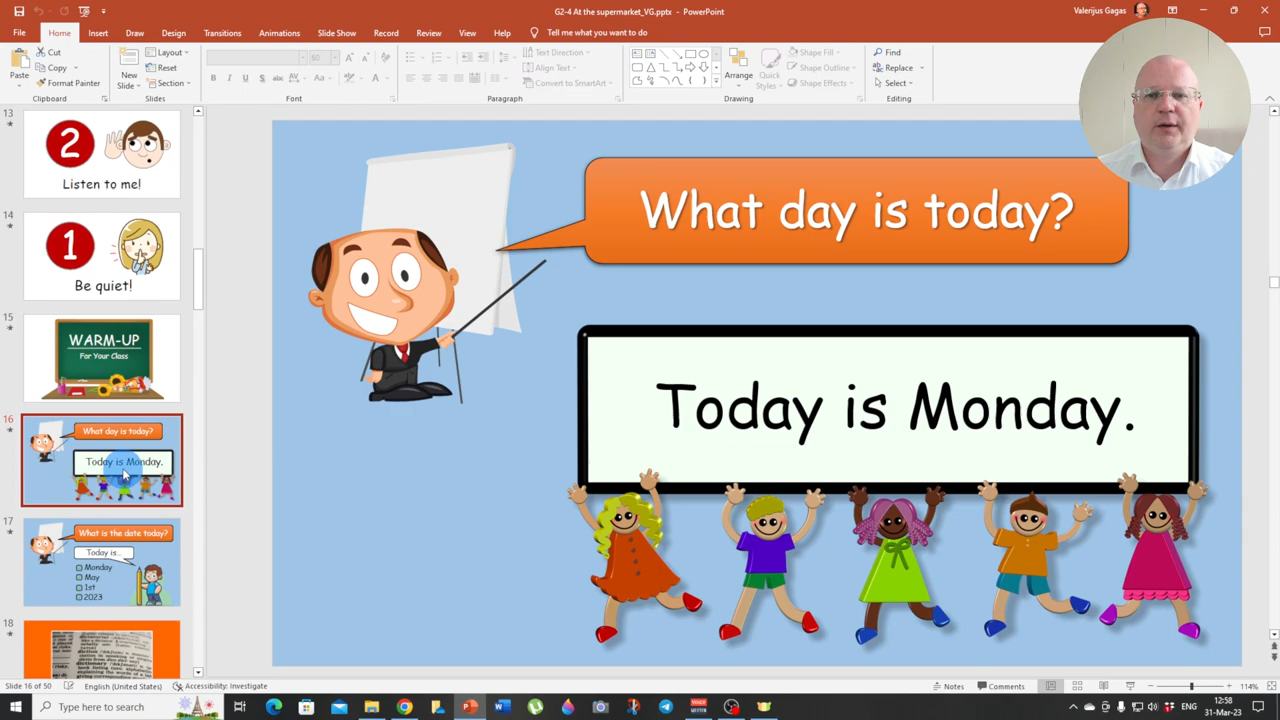 G2-4 At the supermarket_VG.pptx - PowerPoint
Valerijus Gagas
File Home Insert Draw Design Transitions Animations Slide Show Record Review View Help Tell me what you want to do
Paste
Cut
Copy
Format Painter
Clipboard
New Slide
Layout
Reset
Section
Slides
50
B I U S abc AV Aa A
Font
Text Direction
Align Text
Convert to SmartArt
Paragraph
Arrange
Quick Styles
Shape Fill
Shape Outline
Shape Effects
Drawing
Find
Replace
Select
Editing
13
2
Listen to me!
14
1
Be quiet!
15
WARM-UP
For Your Class
16
What day is today?
Today is Monday.
17
What is the date today?
Today is...
Monday
May
1st
2023
18
What day is today?
Today is Monday.
Slide 16 of 50 English (United States) Accessibility: Investigate Notes Comments 114%
Type here to search
12:58
31-Mar-23